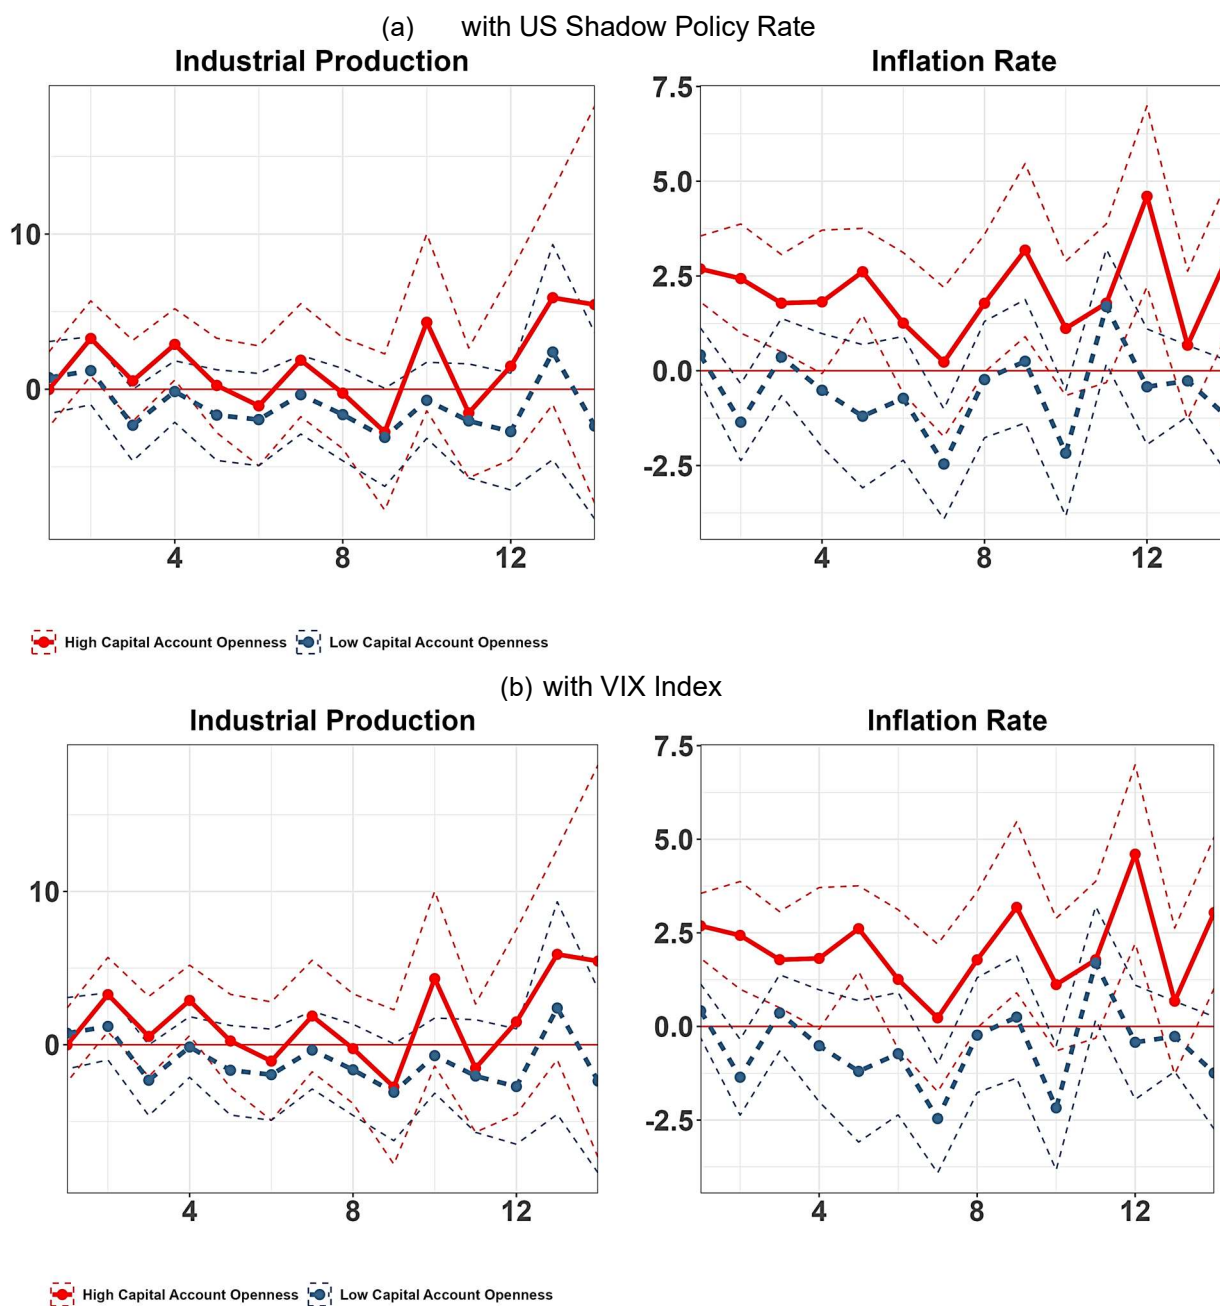 (a) with US Shadow Policy Rate
Industrial Production Inflation Rate
10
0
4 8 12
7.5
5.0
2.5
0.0
-2.5
4 8 12
High Capital Account Openness Low Capital Account Openness
(b) with VIX Index
Industrial Production Inflation Rate
10
0
4 8 12
7.5
5.0
2.5
0.0
-2.5
4 8 12
High Capital Account Openness Low Capital Account Openness